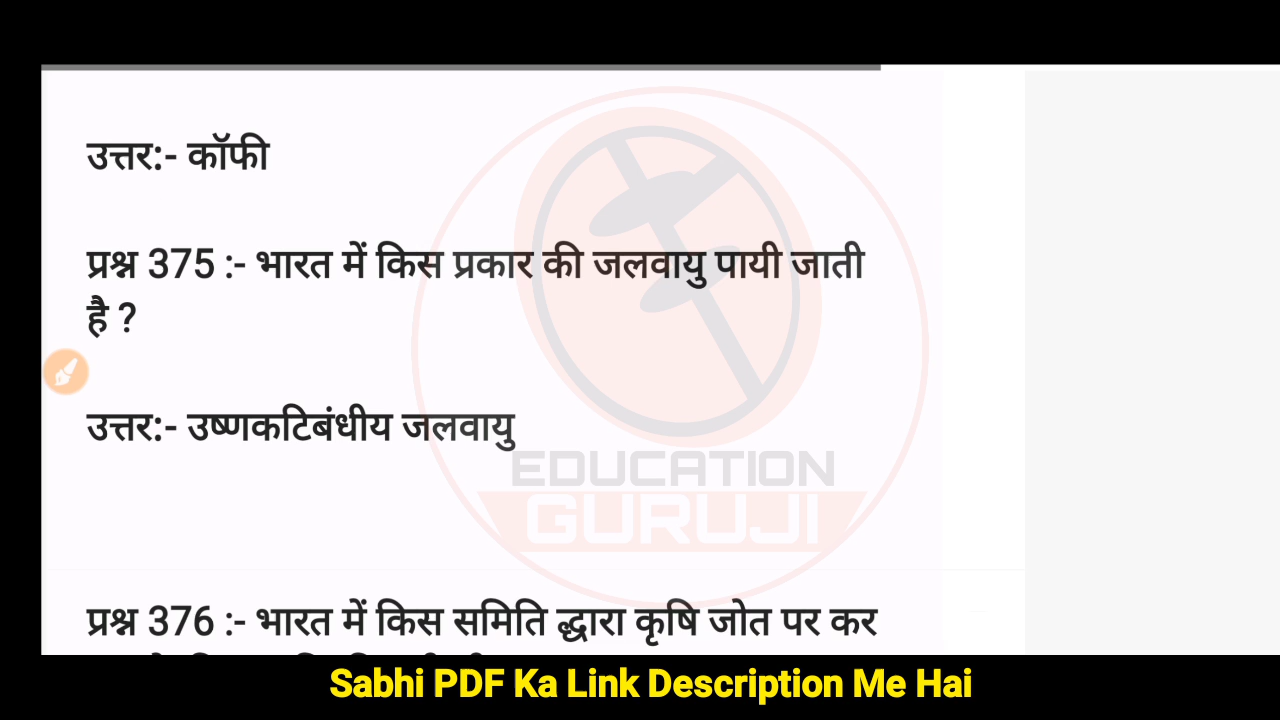 उत्तर:- कॉफी
प्रश्न 375 :- भारत में किस प्रकार की जलवायु पायी जाती
है ?
उत्तर:- उष्णकटिबंधीय जलवायु
EDUCATION
GURUJI
प्रश्न 376 :- भारत में किस समिति द्धारा कृषि जोत पर कर
Sabhi PDF Ka Link Description Me Hai